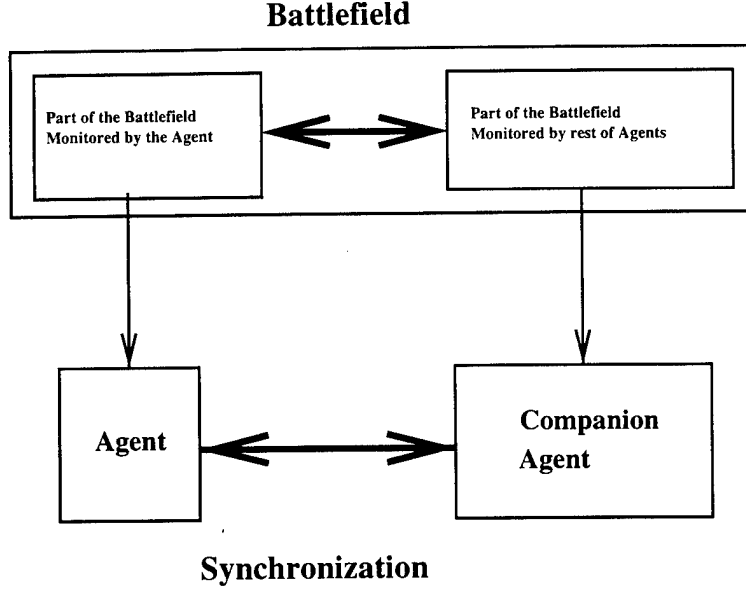 Battlefield
Part of the Battlefield
Monitored by the Agent
Part of the Battlefield
Monitored by rest of Agents
Agent
Companion
Agent
Synchronization